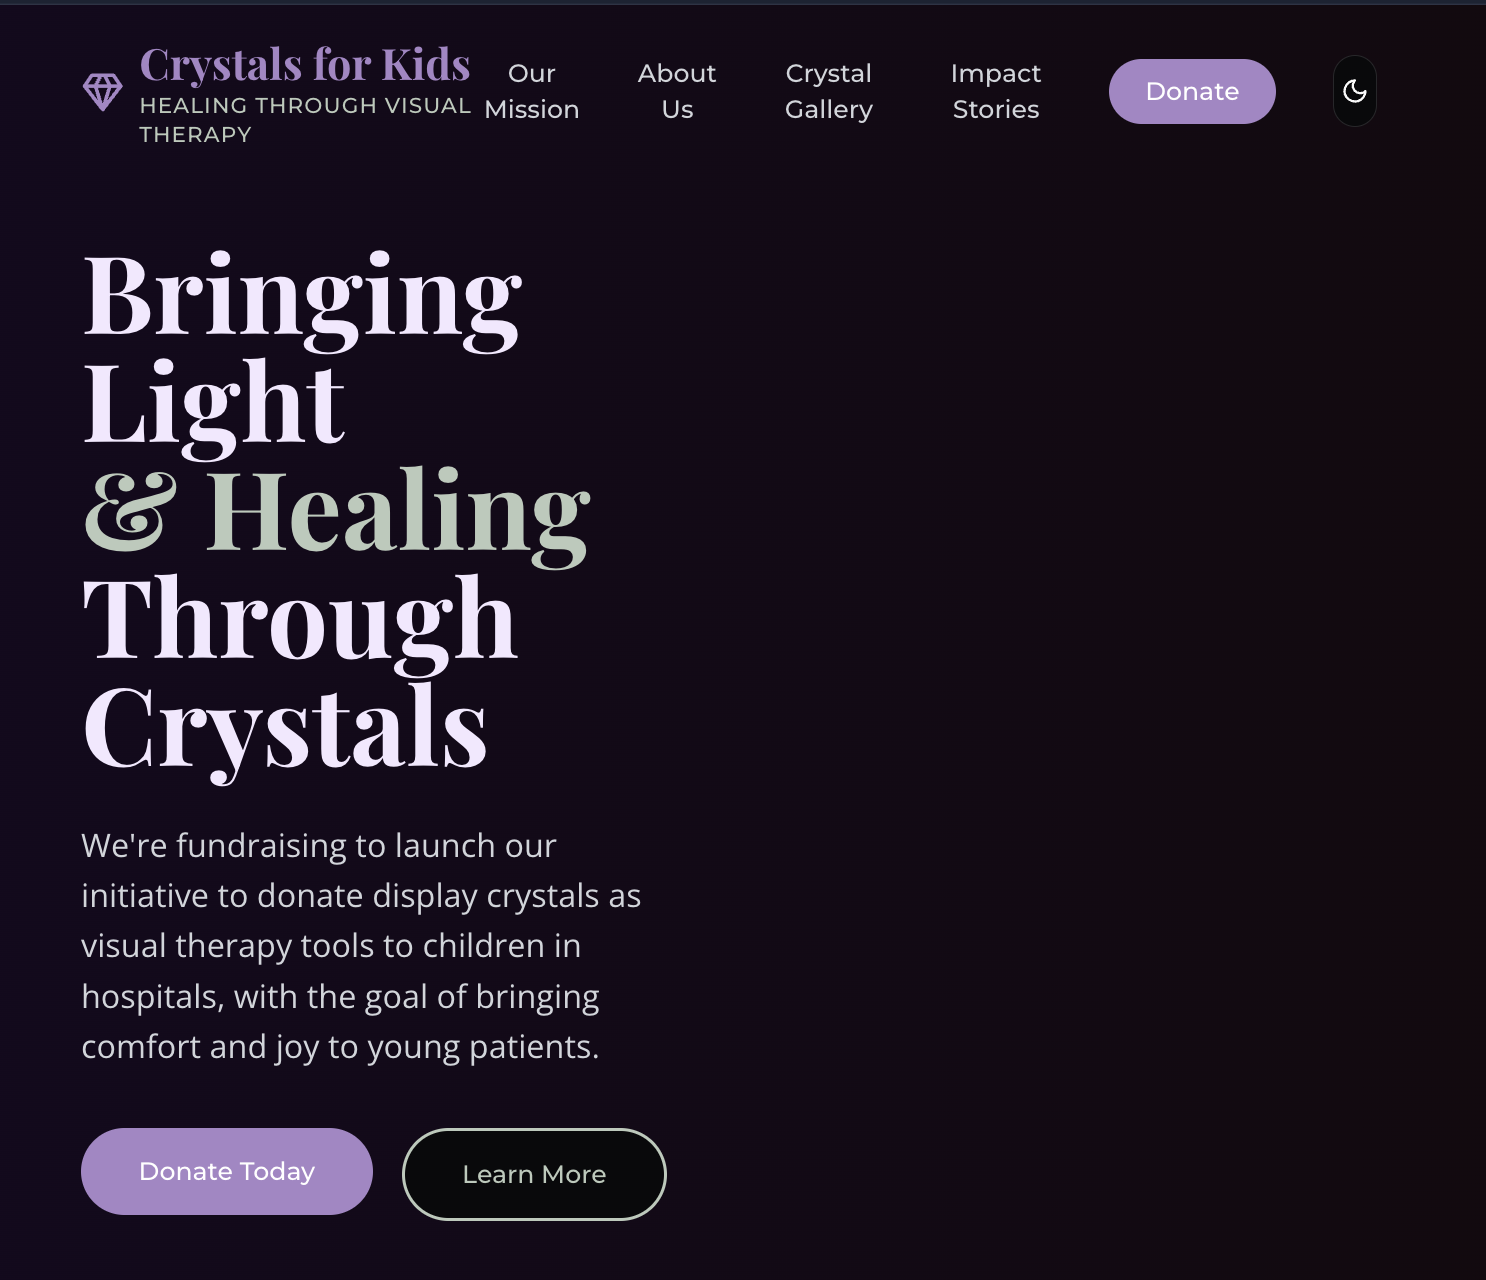 Crystals for Kids
HEALING THROUGH VISUAL
THERAPY
Our
Mission
About
Us
Crystal
Gallery
Impact
Stories
Donate
Bringing
Light
& Healing
Through
Crystals
We're fundraising to launch our
initiative to donate display crystals as
visual therapy tools to children in
hospitals, with the goal of bringing
comfort and joy to young patients.
Donate Today
Learn More